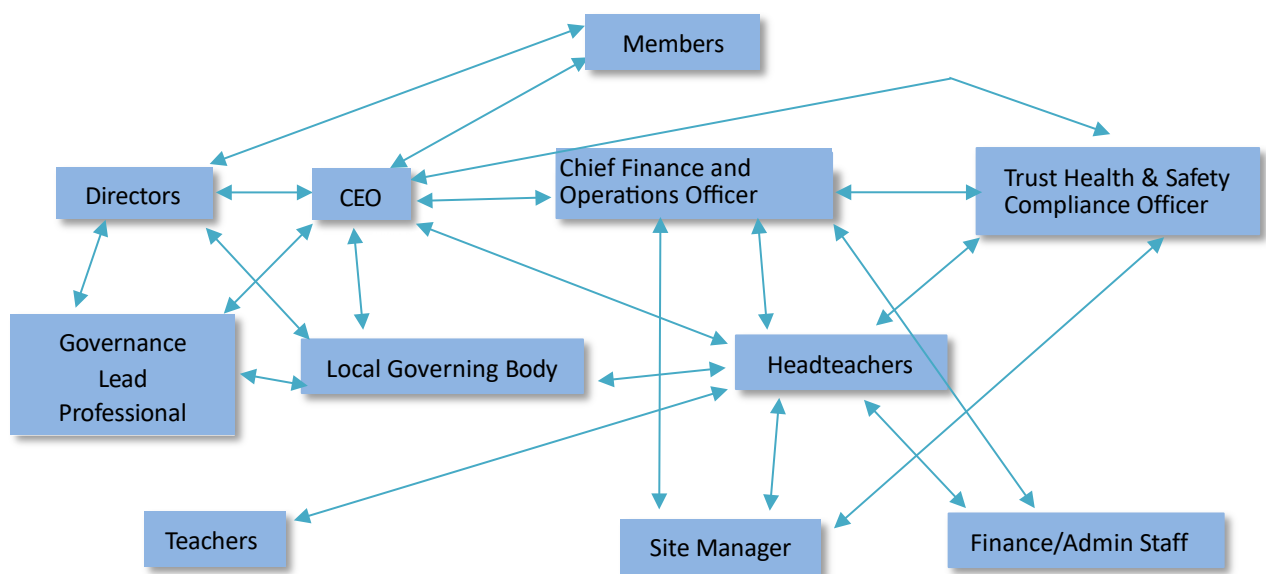 Members
Directors
CEO
Chief Finance and
Operations Officer
Trust Health & Safety
Compliance Officer
Governance
Lead
Professional
Local Governing Body
Headteachers
Teachers
Site Manager
Finance/Admin Staff